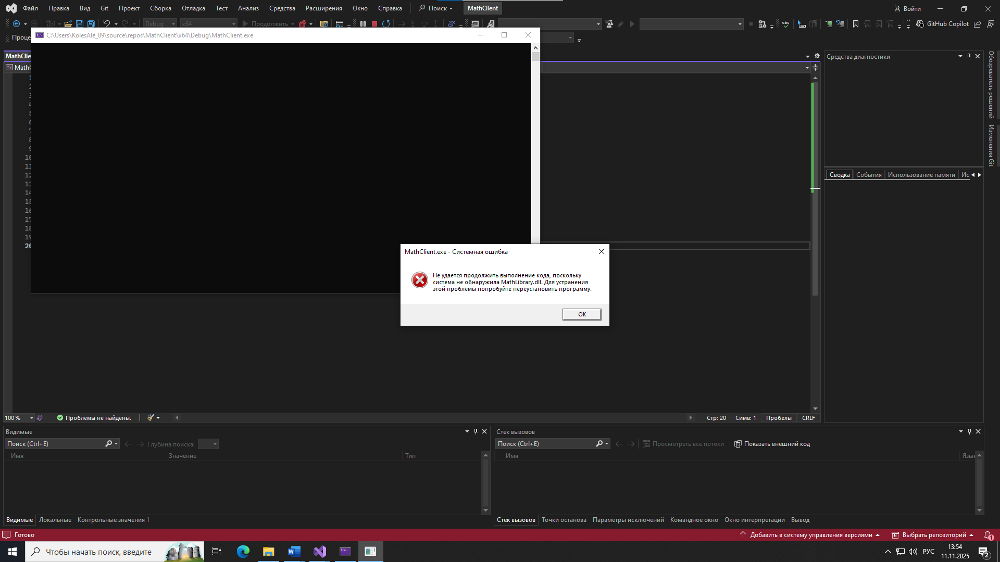 Файл Правка Вид Git Проект Сборка Отладка Тест Анализ Средства Расширения Окно Справка Поиск MathClient Войти
Debug x64 Продолжить GitHub Copilot
Проце
C:\Users\KolesAle_89\source\repos\MathClient\x64\Debug\MathClient.exe
MathClie
Средства диагностики
MathC
Обозреватель решений
Изменения Git
Сводка События Использование памяти Ис
10
11
12
13
14
15
16
17
18
19
20
MathClient.exe - Системная ошибка
Не удается продолжить выполнение кода, поскольку
система не обнаружила MathLibrary.dll. Для устранения
этой проблемы попробуйте переустановить программу.
OK
100 % Проблемы не найдены. Стр: 20 Симв: 1 Пробелы CRLF
Видимые
Поиск (Ctrl+E) Глубина поиска:
Имя Значение Тип
Видимые Локальные Контрольные значения 1
Стек вызовов
Поиск (Ctrl+E) Просмотреть все потоки Показать внешний код
Имя Язык
Стек вызовов Точки останова Параметры исключений Командное окно Окно интерпретации Вывод
Готово Добавить в систему управления версиями Выбрать репозиторий 1
Чтобы начать поиск, введите РУС 13:54
11.11.2025 2